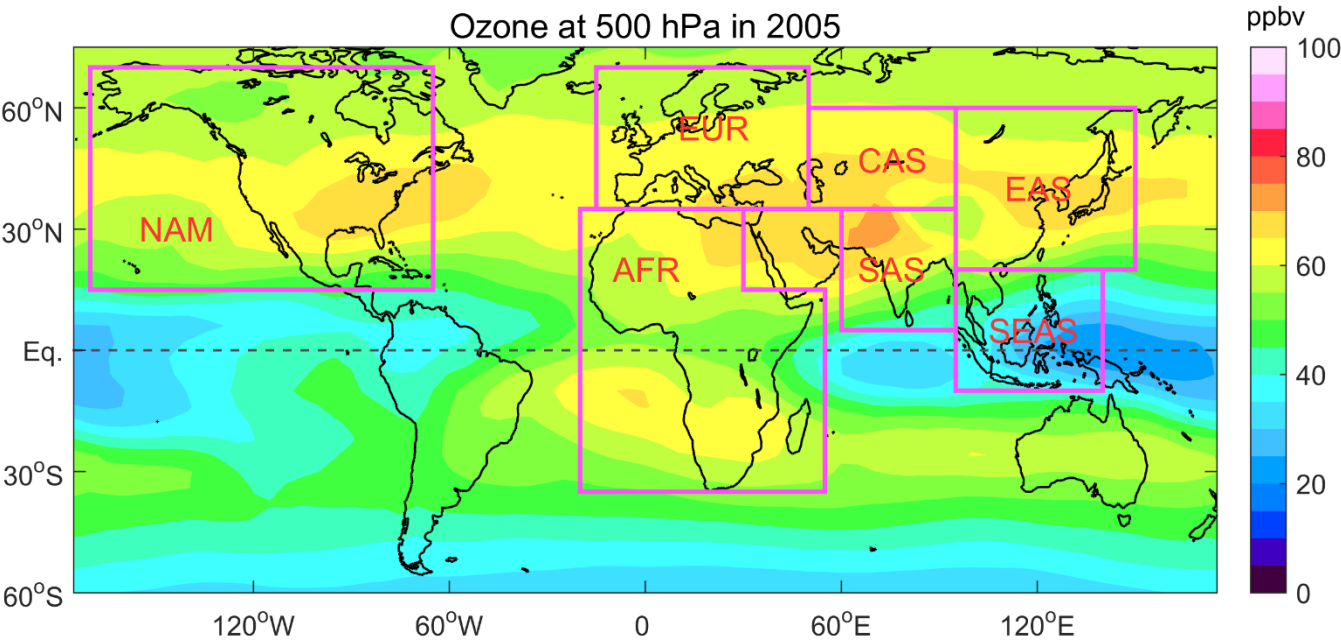 Ozone at 500 hPa in 2005
ppbv
100
80
60
40
20
0
60°N
30°N
Eq.
30°S
60°S
120°W
60°W
0
60°E
120°E
NAM
EUR
CAS
EAS
AFR
SAS
SEAS